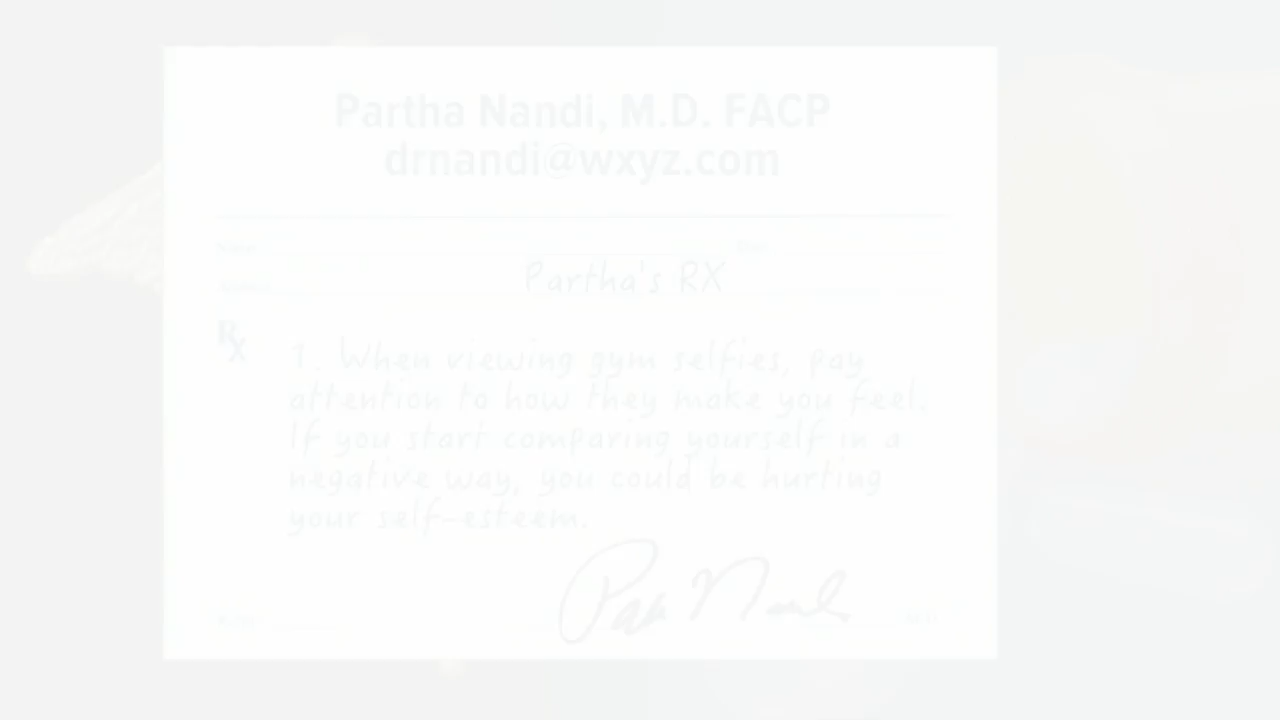 Partha Nandi, M.D. FACP
drnandi@wxyz.com
Partha's RX
Rx
1. When viewing gym selfies, pay
attention to how they make you feel.
If you start comparing yourself in a
negative way, you could be hurting
your self-esteem.